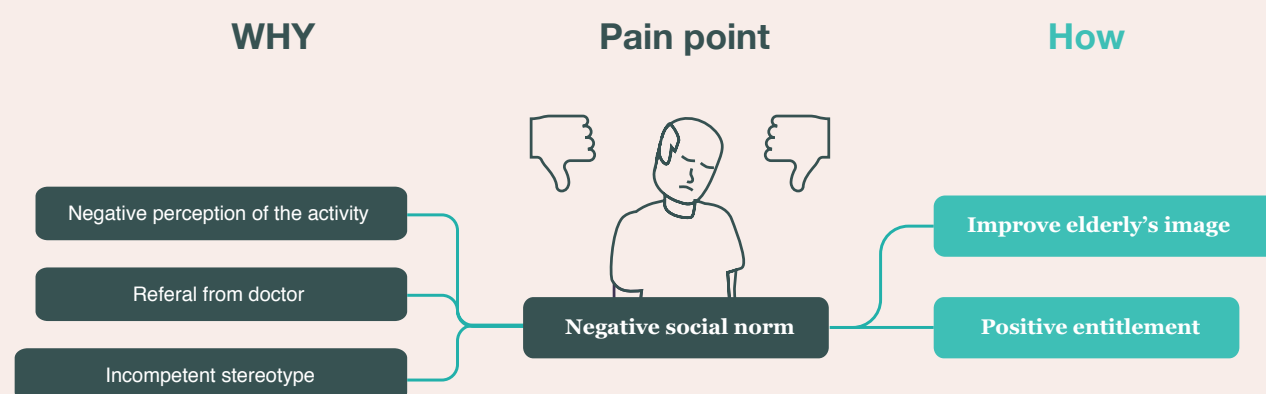 WHY
Pain point
How
Negative perception of the activity
Referal from doctor
Incompetent stereotype
Negative social norm
Improve elderly's image
Positive entitlement